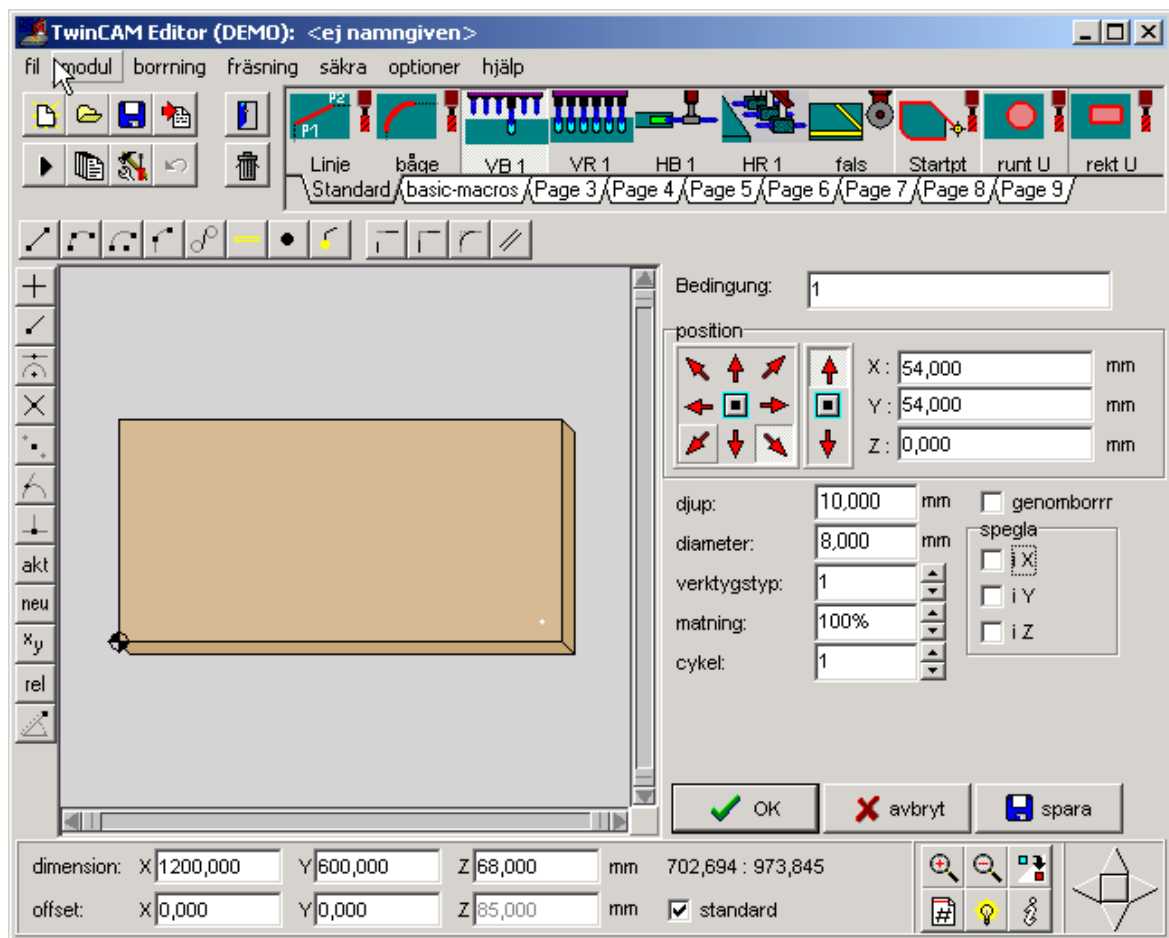 TwinCAM Editor (DEMO): <ej namngiven>
fil modul borrning fräsning säkra optioner hjälp
P2
P1
Linje båge VB 1 VR 1 HB 1 HR 1 fals Startpt runt U rekt U
Standard basic-macros Page 3 Page 4 Page 5 Page 6 Page 7 Page 8 Page 9
Bedingung: 1
position
X : 54,000 mm
Y : 54,000 mm
Z : 0,000 mm
djup: 10,000 mm genomborrr
spegla
diameter: 8,000 mm
i X
verktygstyp: 1
i Y
matning: 100%
i Z
cykel: 1
akt
neu
xy
rel
OK avbryt spara
dimension: X 1200,000 Y 600,000 Z 68,000 mm 702,694 : 973,845
offset: X 0,000 Y 0,000 Z 85,000 mm standard
#
i